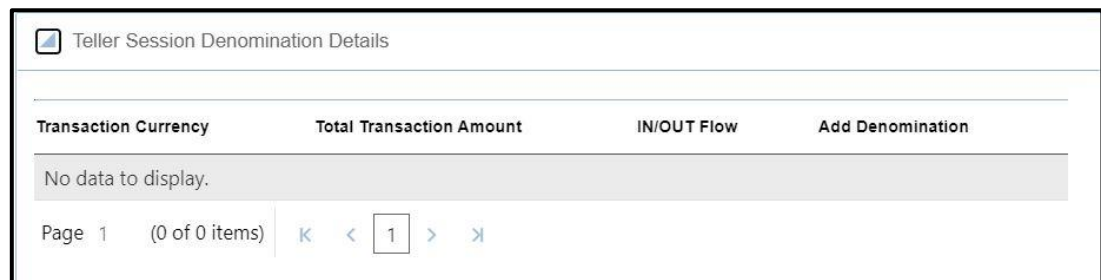 Teller Session Denomination Details
Transaction Currency Total Transaction Amount IN/OUT Flow Add Denomination
No data to display.
Page 1 (0 of 0 items) 1